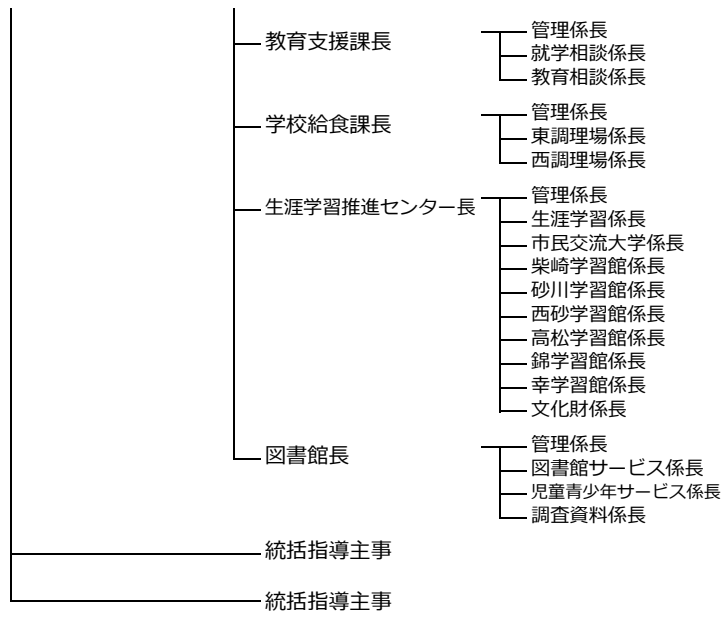 教育支援課長
管理係長
就学相談係長
教育相談係長
学校給食課長
管理係長
東調理場係長
西調理場係長
生涯学習推進センター長
管理係長
生涯学習係長
市民交流大学係長
柴崎学習館係長
砂川学習館係長
西砂学習館係長
高松学習館係長
錦学習館係長
幸学習館係長
文化財係長
図書館長
管理係長
図書館サービス係長
児童青少年サービス係長
調査資料係長
統括指導主事
統括指導主事